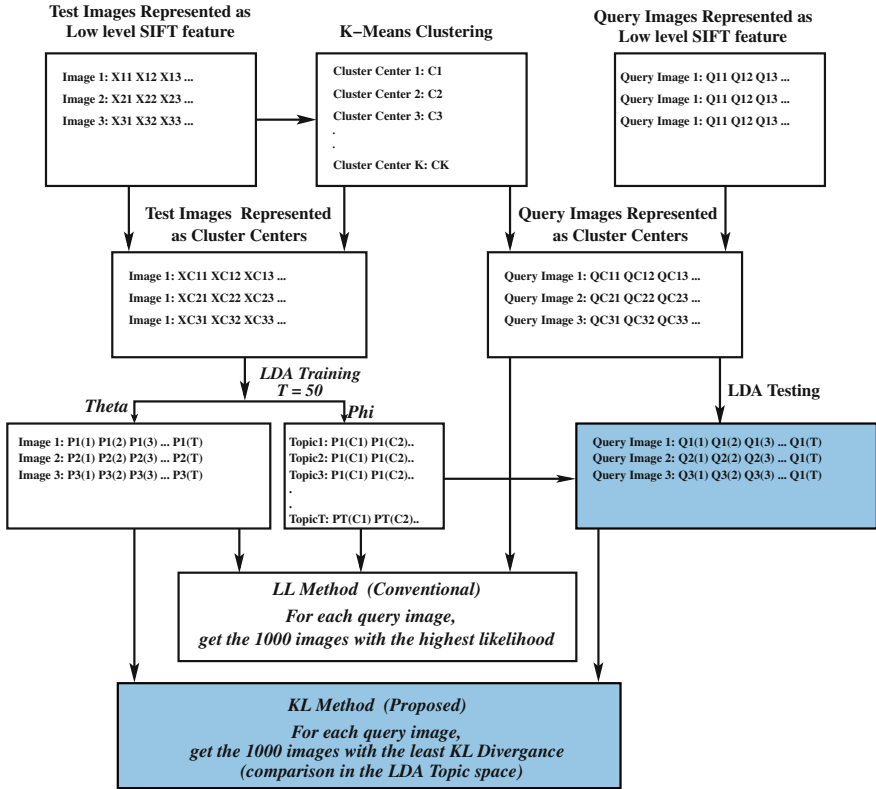 Test Images Represented as
Low level SIFT feature
K−Means Clustering
Query Images Represented as
Low level SIFT feature
Image 1: X11 X12 X13 ...
Image 2: X21 X22 X23 ...
Image 3: X31 X32 X33 ...
Cluster Center 1: C1
Cluster Center 2: C2
Cluster Center 3: C3
.
.
Cluster Center K: CK
Query Image 1: Q11 Q12 Q13 ...
Query Image 1: Q11 Q12 Q13 ...
Query Image 1: Q11 Q12 Q13 ...
Test Images Represented
as Cluster Centers
Query Images Represented
as Cluster Centers
Image 1: XC11 XC12 XC13 ...
Image 1: XC21 XC22 XC23 ...
Image 1: XC31 XC32 XC33 ...
Query Image 1: QC11 QC12 QC13 ...
Query Image 2: QC21 QC22 QC23 ...
Query Image 3: QC31 QC32 QC33 ...
LDA Training
T = 50
LDA Testing
Theta
Phi
Image 1: P1(1) P1(2) P1(3) ... P1(T)
Image 2: P2(1) P2(2) P2(3) ... P2(T)
Image 3: P3(1) P3(2) P3(3) ... P3(T)
Topic1: P1(C1) P1(C2)..
Topic2: P1(C1) P1(C2)..
Topic3: P1(C1) P1(C2)..
.
.
TopicT: PT(C1) PT(C2)..
Query Image 1: Q1(1) Q1(2) Q1(3) ... Q1(T)
Query Image 2: Q2(1) Q2(2) Q2(3) ... Q1(T)
Query Image 3: Q3(1) Q3(2) Q3(3) ... Q1(T)
LL Method (Conventional)
For each query image,
get the 1000 images with the highest likelihood
KL Method (Proposed)
For each query image,
get the 1000 images with the least KL Divergance
(comparison in the LDA Topic space)